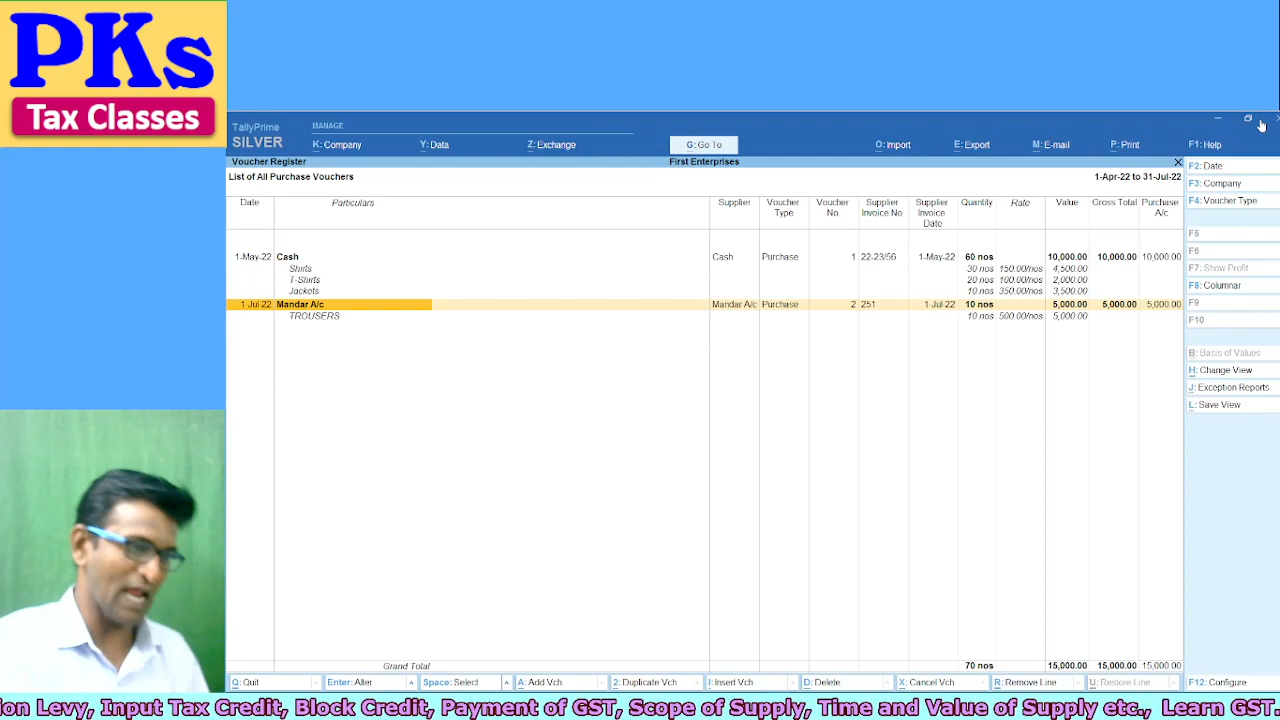 PKs
Tax Classes
TallyPrime
SILVER
MANAGE
K: Company
Y: Data
Z: Exchange
G: Go To
O: Import
E: Export
M: E-mail
P: Print
F1: Help
Voucher Register
First Enterprises
List of All Purchase Vouchers
1-Apr-22 to 31-Jul-22
Date Particulars Supplier Voucher Type Voucher No. Supplier Invoice No. Supplier Invoice Date Quantity Rate Value Gross Total Purchase A/c
1-May-22 Cash Cash Purchase 1 22-23/56 1-May-22 60 nos 10,000.00 10,000.00 10,000.00
Shirts 30 nos 150.00/nos 4,500.00
T-Shirts 20 nos 100.00/nos 2,000.00
Jackets 10 nos 350.00/nos 3,500.00
1-Jul-22 Mandar A/c Mandar A/c Purchase 2 251 1-Jul-22 10 nos 5,000.00 5,000.00 5,000.00
TROUSERS 10 nos 500.00/nos 5,000.00
Grand Total 70 nos 15,000.00 15,000.00 15,000.00
F2: Date
F3: Company
F4: Voucher Type
F5
F6
F7: Show Profit
F8: Columnar
F9
F10
B: Basis of Values
H: Change View
J: Exception Reports
L: Save View
Q: Quit
Enter: Alter
Space: Select
A: Add Vch
2: Duplicate Vch
I: Insert Vch
D: Delete
X: Cancel Vch
R: Remove Line
U: Restore Line
F12: Configure
ion Levy, Input Tax Credit, Block Credit, Payment of GST, Scope of Supply, Time and Value of Supply etc., Learn GST.